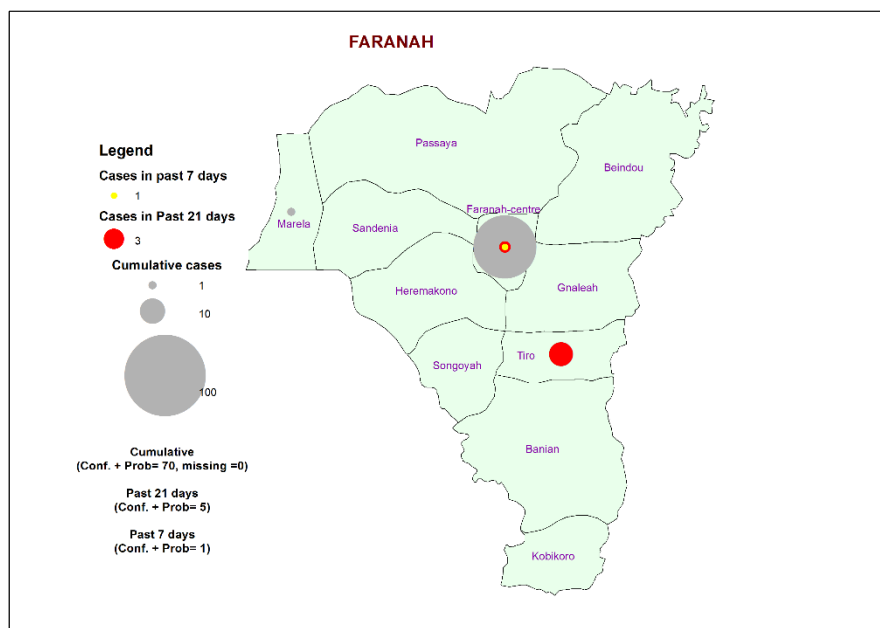 FARANAH
Legend
Cases in past 7 days
1
Cases in Past 21 days
3
Cumulative cases
1
10
100
Cumulative
(Conf. + Prob= 70, missing =0)
Past 21 days
(Conf. + Prob= 5)
Past 7 days
(Conf. + Prob= 1)
Passaya
Beindou
Faranah-centre
Marela
Sandenia
Heremakono
Gnaleah
Tiro
Songoyah
Banian
Kobikoro